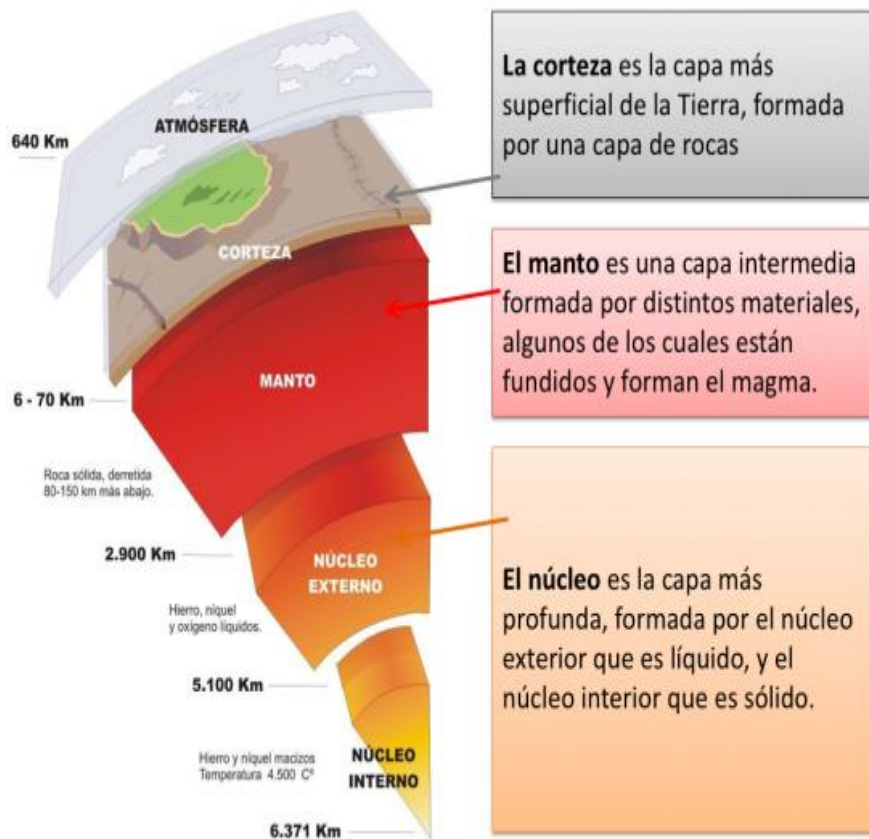 ATMÓSFERA
640 Km
CORTEZA
MANTO
6 - 70 Km
Roca sólida, derretida
80-150 km más abajo.
2.900 Km
NÚCLEO
EXTERNO
Hierro, níquel
y oxígeno líquidos.
5.100 Km
Hierro y níquel macizos
Temperatura 4.500 Cº
NÚCLEO
INTERNO
6.371 Km
La corteza es la capa más
superficial de la Tierra, formada
por una capa de rocas
El manto es una capa intermedia
formada por distintos materiales,
algunos de los cuales están
fundidos y forman el magma.
El núcleo es la capa más
profunda, formada por el núcleo
exterior que es líquido, y el
núcleo interior que es sólido.